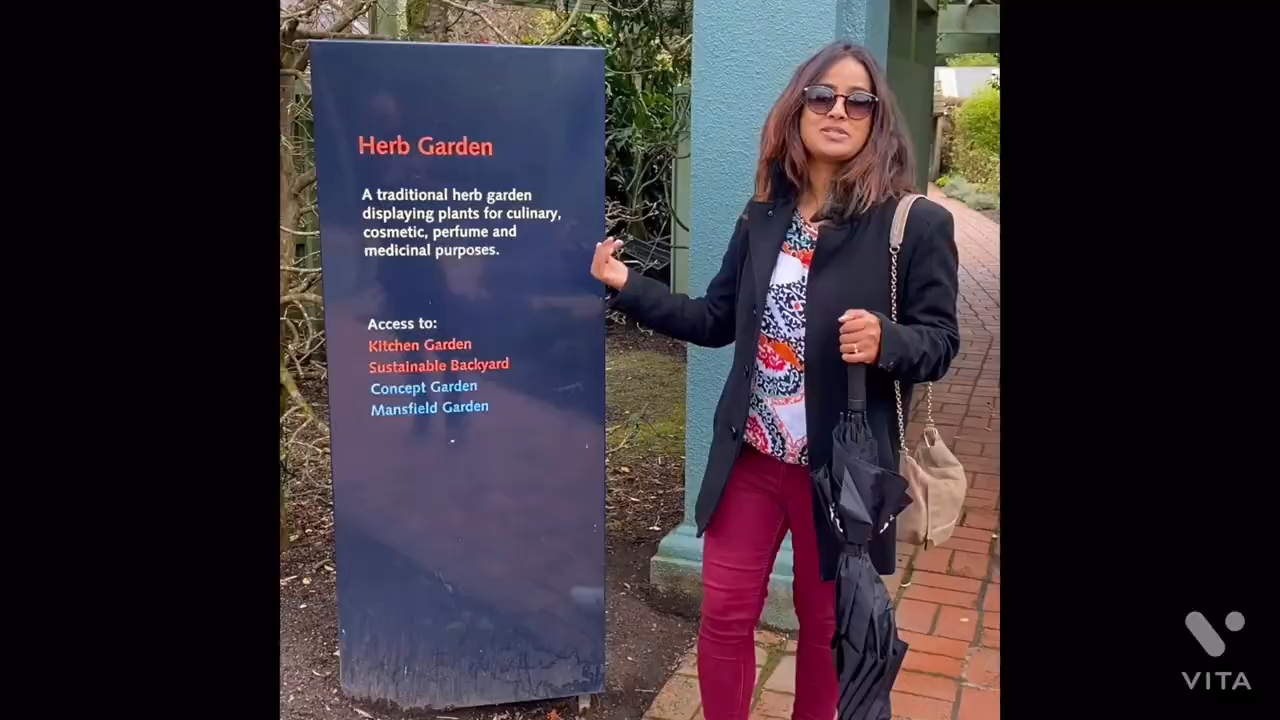 Herb Garden
A traditional herb garden
displaying plants for culinary,
cosmetic, perfume and
medicinal purposes.
Access to:
Kitchen Garden
Sustainable Backyard
Concept Garden
Mansfield Garden
VITA